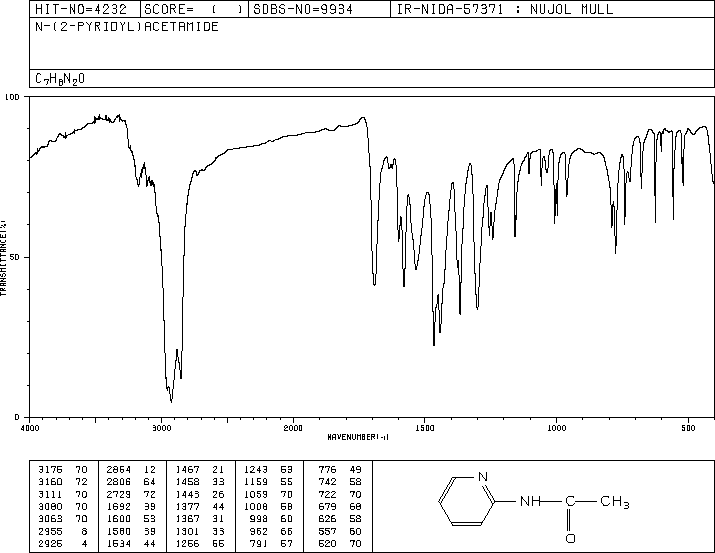 HIT-NO=4232 SCORE= ( ) SDBS-NO=9934 IR-NIDA-57371 : NUJOL MULL
N-(2-PYRIDYL)ACETAMIDE
C7H8N2O
100
50
0
TRANSMITTANCE(%)
4000 3000 2000 1500 1000 500
WAVENUMBER(-1)
3176 70 2864 12 1467 21 1243 53 776 49
3160 72 2806 64 1458 33 1159 55 742 58
3111 70 2729 72 1443 26 1059 70 722 70
3080 70 1692 39 1377 44 1008 58 679 68
3063 70 1600 53 1367 31 998 60 626 58
2955 8 1580 39 1301 33 962 66 557 60
2925 4 1534 44 1256 55 791 57 520 70
N
NH C CH3
O